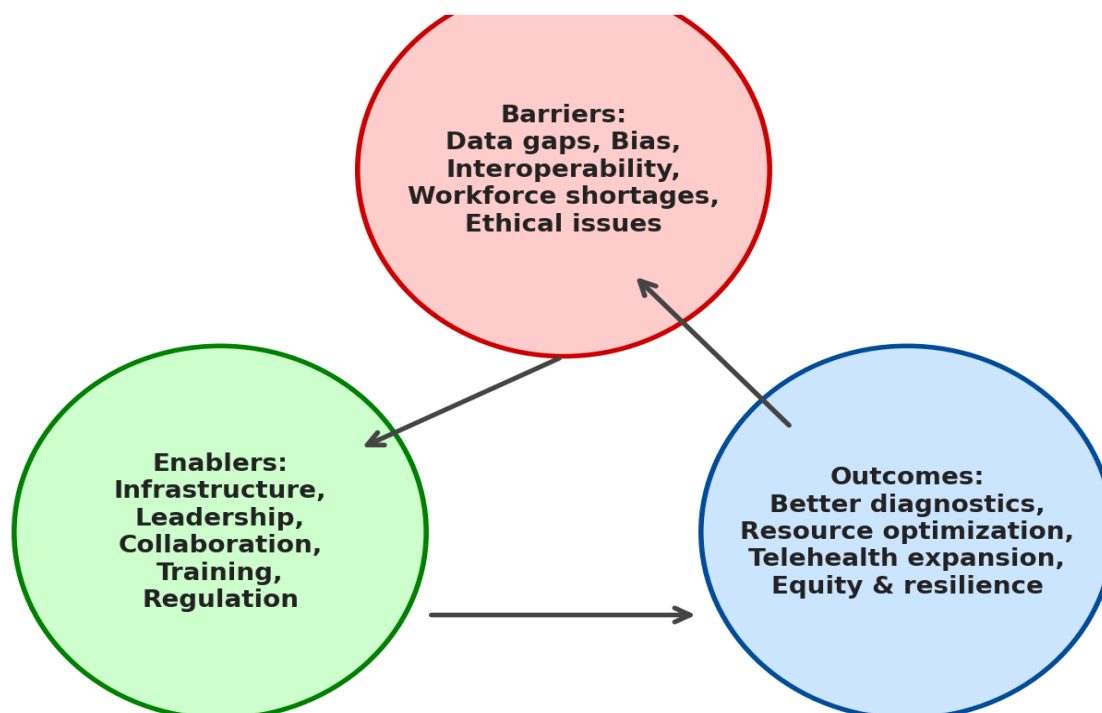 Barriers:
Data gaps, Bias,
Interoperability,
Workforce shortages,
Ethical issues
Enablers:
Infrastructure,
Leadership,
Collaboration,
Training,
Regulation
Outcomes:
Better diagnostics,
Resource optimization,
Telehealth expansion,
Equity & resilience